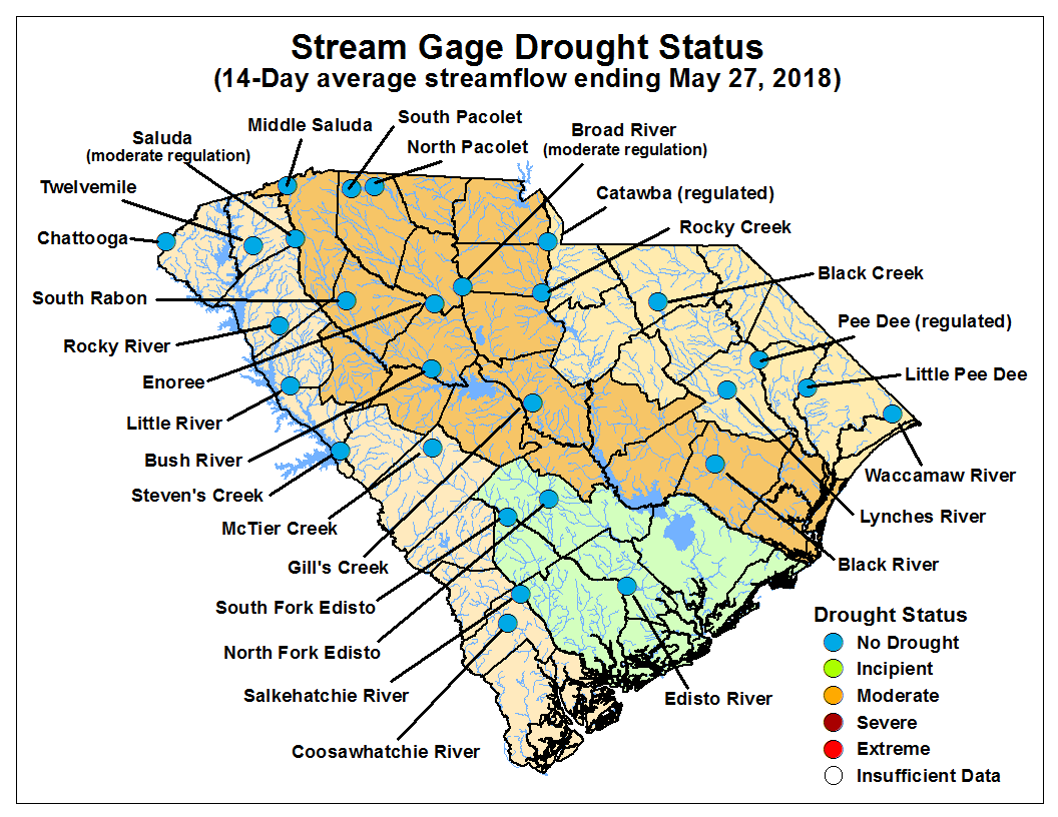 Stream Gage Drought Status
(14-Day average streamflow ending May 27, 2018)
South Pacolet
Middle Saluda
Broad River
(moderate regulation)
Saluda
(moderate regulation)
North Pacolet
Twelvemile
Catawba (regulated)
Rocky Creek
Chattooga
Black Creek
South Rabon
Pee Dee (regulated)
Rocky River
Little Pee Dee
Enoree
Little River
Bush River
Waccamaw River
Steven's Creek
Lynches River
McTier Creek
Black River
Gill's Creek
South Fork Edisto
North Fork Edisto
Salkehatchie River
Edisto River
Coosawhatchie River
Drought Status
No Drought
Incipient
Moderate
Severe
Extreme
Insufficient Data